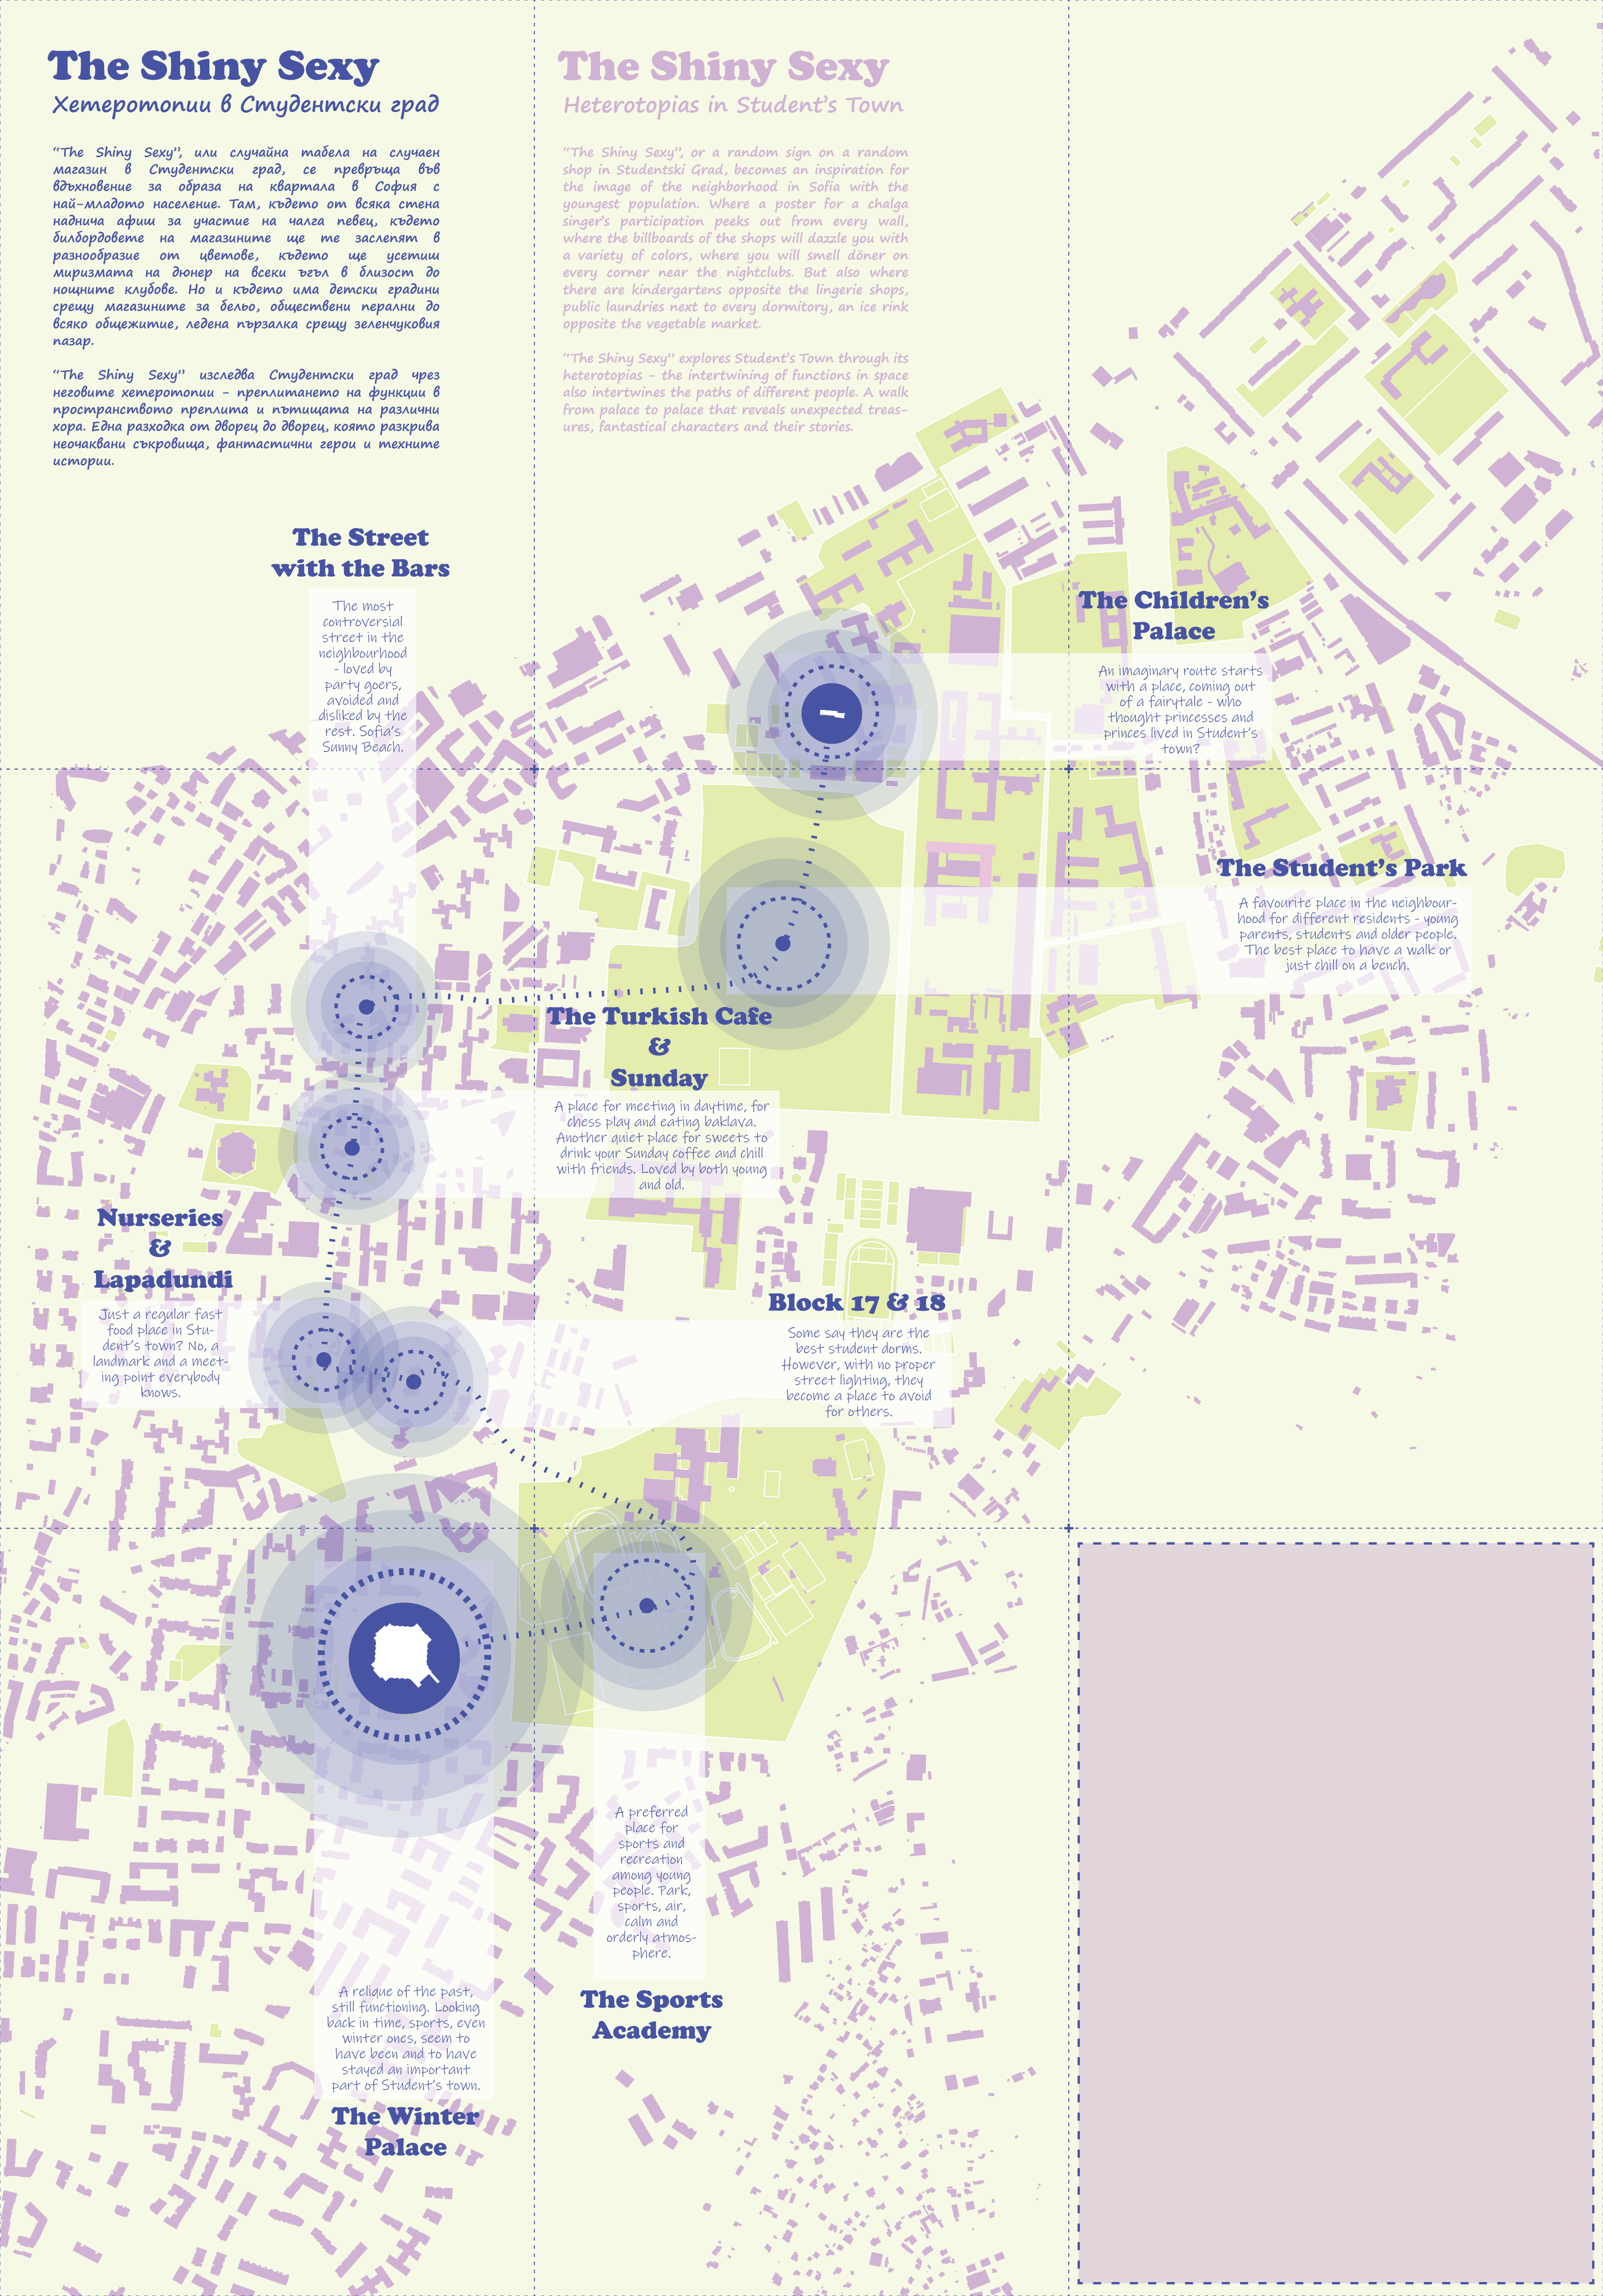 The Shiny Sexy
Хетеротопии в Студентски град
“The Shiny Sexy”, или случайна табела на случаен
магазин в Студентски град, се превръща във
вдъхновение за образа на квартала в София с
най-младото население. Там, където от всяка стена
наднича афиш за участие на чалга певец, където
билбордовете на магазините ще те заслепят в
разнообразие от цветове, където ще усетиш
миризмата на дюнер на всеки ъгъл в близост до
нощните клубове. Но и където има детски градини
срещу магазините за бельо, обществени перални до
всяко общежитие, ледена пързалка срещу зеленчуковия
пазар.
“The Shiny Sexy” изследва Студентски град чрез
неговите хетеротопии - преплитането на функции в
пространството преплита и пътищата на различни
хора. Една разходка от дворец до дворец, която разкрива
неочаквани съкровища, фантастични герои и техните
истории.
The Shiny Sexy
Heterotopias in Student’s Town
“The Shiny Sexy”, or a random sign on a random
shop in Studentski Grad, becomes an inspiration for
the image of the neighborhood in Sofia with the
youngest population. Where a poster for a chalga
singer’s participation peeks out from every wall,
where the billboards of the shops will dazzle you with
a variety of colors, where you will smell döner on
every corner near the nightclubs. But also where
there are kindergartens opposite the lingerie shops,
public laundries next to every dormitory, an ice rink
opposite the vegetable market.
“The Shiny Sexy” explores Student’s Town through its
heterotopias - the intertwining of functions in space
also intertwines the paths of different people. A walk
from palace to palace that reveals unexpected treas-
ures, fantastical characters and their stories.
The Street
with the Bars
The most
controversial
street in the
neighbourhood
- loved by
party goers,
avoided and
disliked by the
rest. Sofia’s
Sunny Beach.
The Children’s
Palace
An imaginary route starts
with a place, coming out
of a fairytale - who
thought princesses and
princes lived in Student’s
town?
The Student’s Park
A favourite place in the neighbour-
hood for different residents - young
parents, students and older people.
The best place to have a walk or
just chill on a bench.
The Turkish Cafe
&
Sunday
A place for meeting in daytime, for
chess play and eating baklava.
Another quiet place for sweets to
drink your Sunday coffee and chill
with friends. Loved by both young
and old.
Nurseries
&
Lapadundi
Just a regular fast
food place in Stu-
dent’s town? No, a
landmark and a meet-
ing point everybody
knows.
Block 17 & 18
Some say they are the
best student dorms.
However, with no proper
street lighting, they
become a place to avoid
for others.
A preferred
place for
sports and
recreation
among young
people. Park,
sports, air,
calm and
orderly atmos-
phere.
The Sports
Academy
A relique of the past,
still functioning. Looking
back in time, sports, even
winter ones, seem to
have been and to have
stayed an important
part of Student’s town.
The Winter
Palace